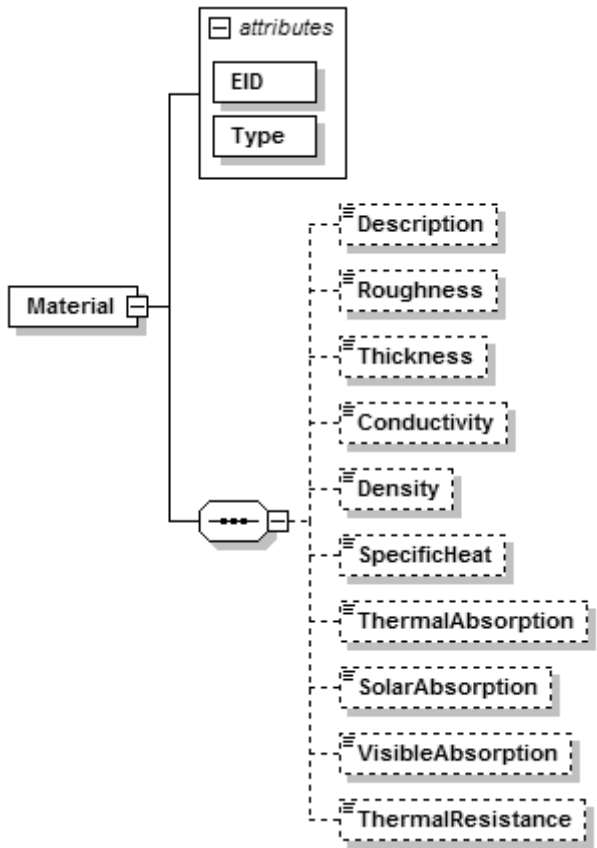 attributes
EID
Type
Material
Description
Roughness
Thickness
Conductivity
Density
SpecificHeat
ThermalAbsorption
SolarAbsorption
VisibleAbsorption
ThermalResistance